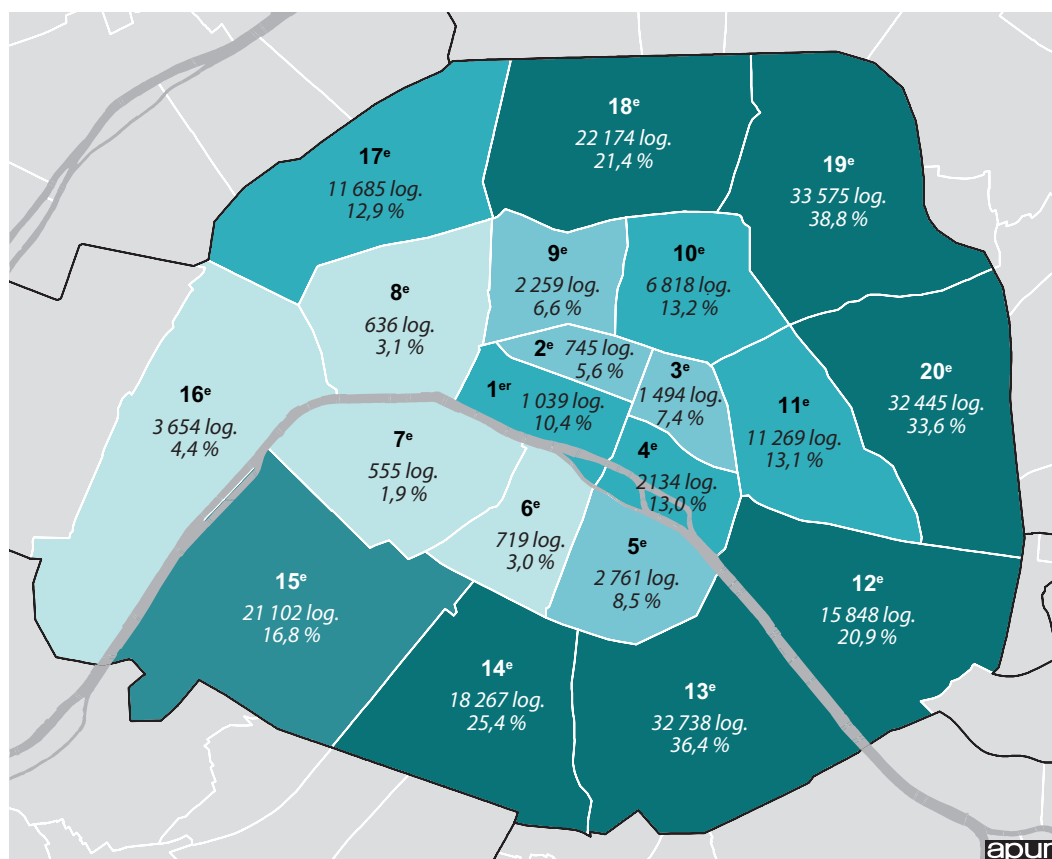 18e
22 174 log.
21,4 %
17e
11 685 log.
12,9 %
19e
33 575 log.
38,8 %
9e
2 259 log.
6,6 %
10e
6 818 log.
13,2 %
8e
636 log.
3,1 %
2e 745 log.
5,6 %
3e
1 494 log.
7,4 %
20e
32 445 log.
33,6 %
1er
1 039 log.
10,4 %
16e
3 654 log.
4,4 %
11e
11 269 log.
13,1 %
7e
555 log.
1,9 %
4e
2134 log.
13,0 %
6e
719 log.
3,0 %
5e
2 761 log.
8,5 %
15e
21 102 log.
16,8 %
12e
15 848 log.
20,9 %
14e
18 267 log.
25,4 %
13e
32 738 log.
36,4 %
apur